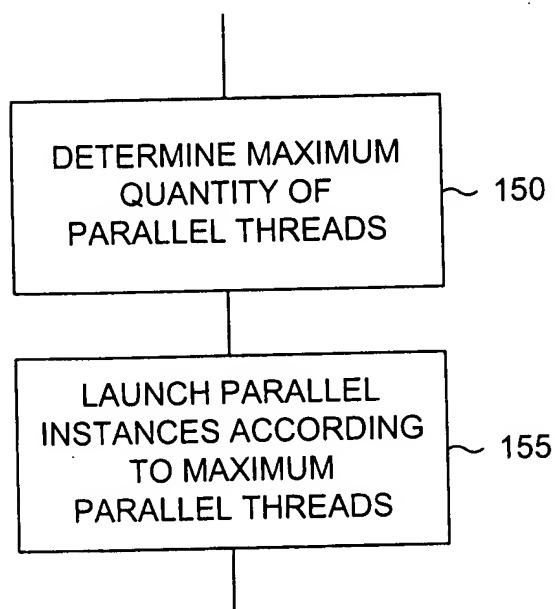 DETERMINE MAXIMUM
QUANTITY OF
PARALLEL THREADS
150
LAUNCH PARALLEL
INSTANCES ACCORDING
TO MAXIMUM
PARALLEL THREADS
155